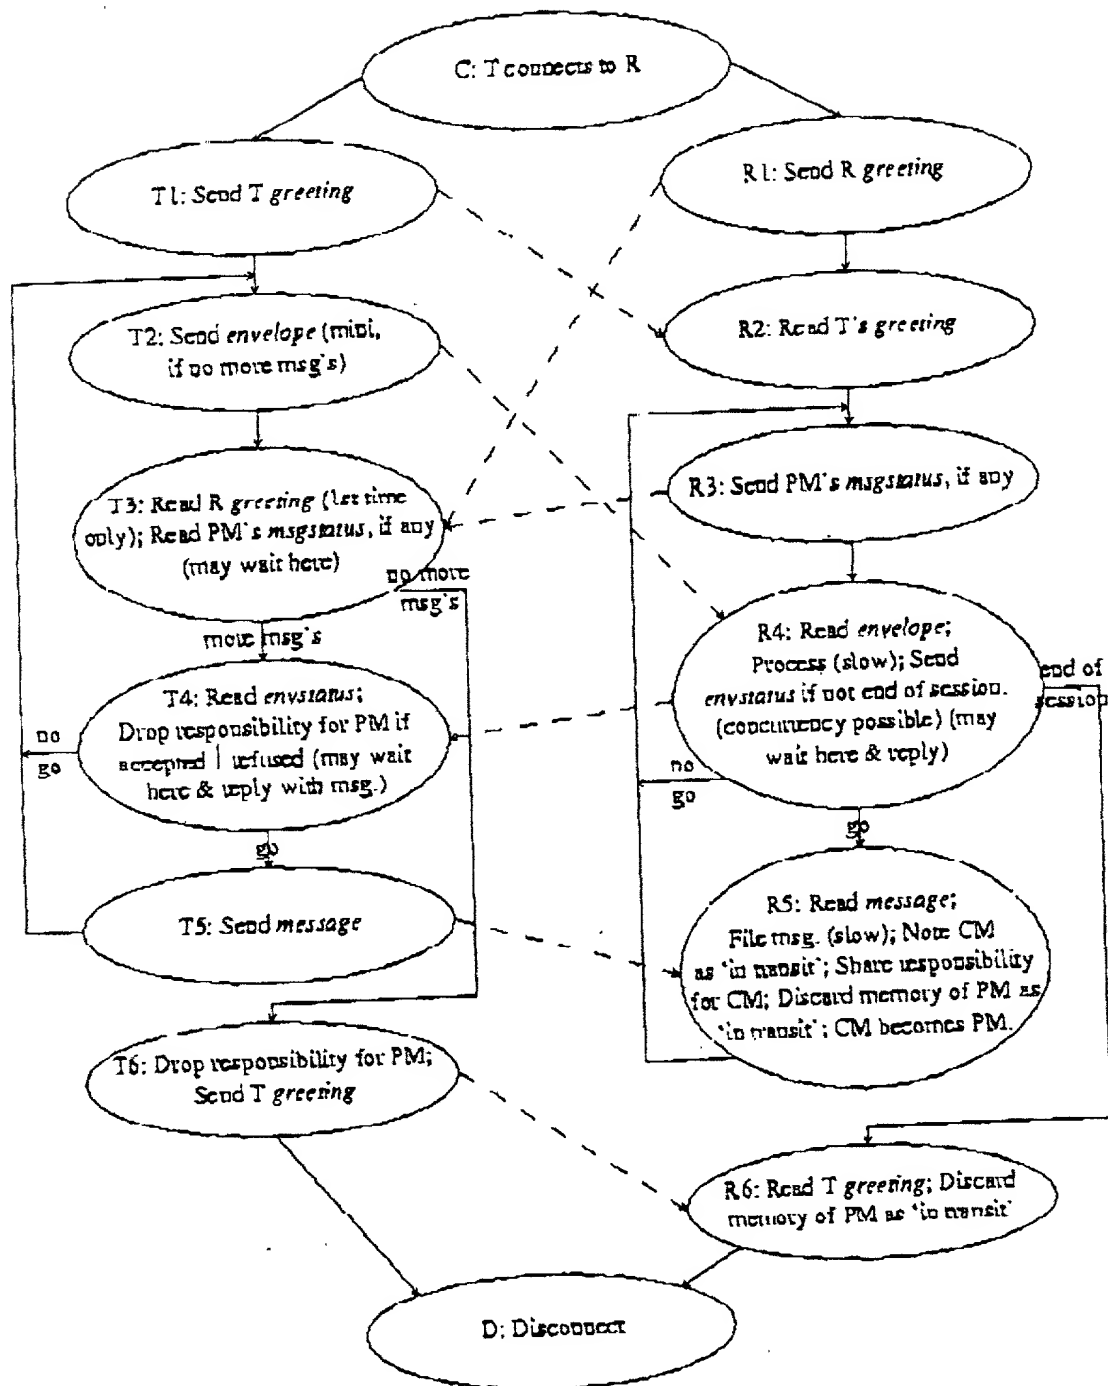 C: T connects to R
T1: Send T greeting
R1: Send R greeting
T2: Send envelope (mini,
if no more msg's)
R2: Read T's greeting
T3: Read R greeting (1st time
only); Read PM's msgstatus, if any
(may wait here)
R3: Send PM's msgstatus, if any
no more
msg's
more msg's
T4: Read envstatus;
Drop responsibility for PM if
accepted | refused (may wait
here & reply with msg.)
no
go
go
R4: Read envelope;
Process (slow); Send
envstatus if not end of session.
(concurrency possible) (may
wait here & reply)
end of
session
no
go
go
T5: Send message
R5: Read message;
File msg. (slow); Note CM
as 'in transit'; Share responsibility
for CM; Discard memory of PM as
'in transit'; CM becomes PM.
T6: Drop responsibility for PM;
Send T greeting
R6: Read T greeting; Discard
memory of PM as 'in transit'
D: Disconnect